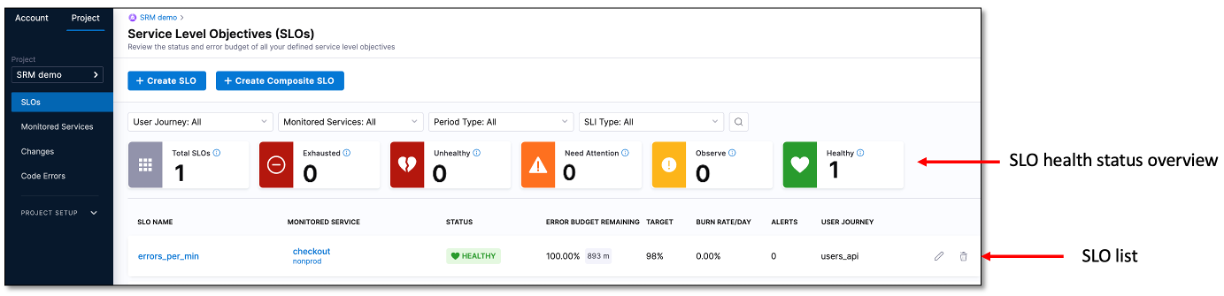 Account Project
SRM demo >
Service Level Objectives (SLOs)
Review the status and error budget of all your defined service level objectives
Project
SRM demo >
+ Create SLO + Create Composite SLO
SLOs
Monitored Services
Changes
Code Errors
PROJECT SETUP
User Journey: All Monitored Services: All Period Type: All SLI Type: All
Total SLOs Exhausted Unhealthy Need Attention Observe Healthy
1 0 0 0 0 1
SLO health status overview
SLO NAME MONITORED SERVICE STATUS ERROR BUDGET REMAINING TARGET BURN RATE/DAY ALERTS USER JOURNEY
errors_per_min checkout HEALTHY 100.00% 893 m 98% 0.00% 0 users_api
nonprod
SLO list